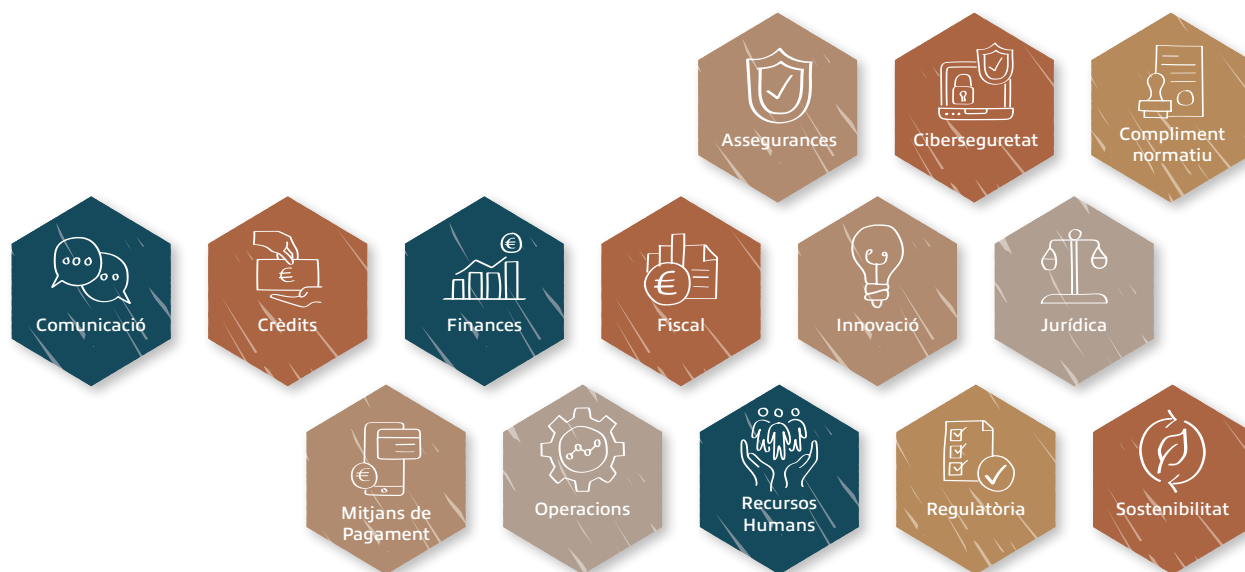 Assegurances
Ciberseguretat
Compliment
normatiu
Comunicació
Crèdits
Finances
Fiscal
Innovació
Jurídica
Mitjans de
Pagament
Operacions
Recursos
Humans
Regulatòria
Sostenibilitat